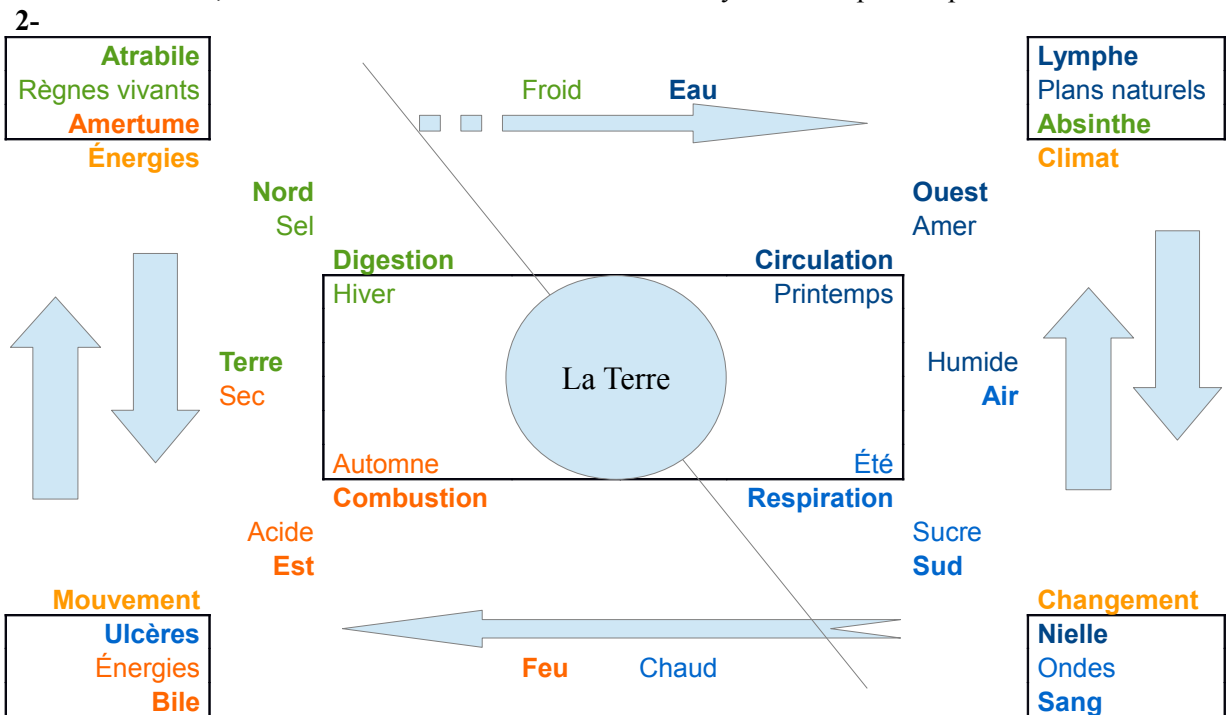 2-
Atrabile
Règnes vivants
Amertume
Énergies
Froid Eau
Lymphe
Plans naturels
Absinthe
Climat
Nord
Sel
Ouest
Amer
Digestion
Hiver
Circulation
Printemps
Terre
Sec
La Terre
Humide
Air
Automne
Combustion
Été
Respiration
Acide
Est
Sucre
Sud
Mouvement
Ulcères
Énergies
Bile
Feu Chaud
Changement
Nielle
Ondes
Sang